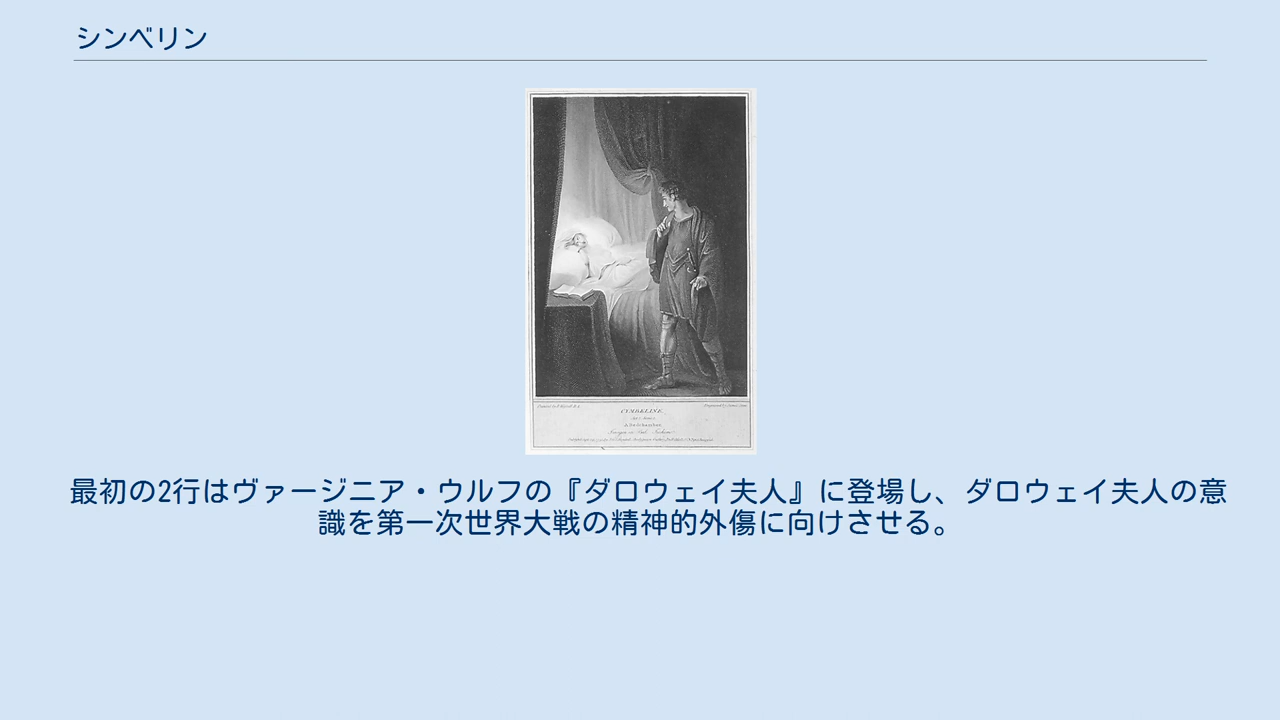 シンベリン
CYMBELINE.
最初の2行はヴァージニア・ウルフの『ダロウェイ夫人』に登場し、ダロウェイ夫人の意
識を第一次世界大戦の精神的外傷に向けさせる。